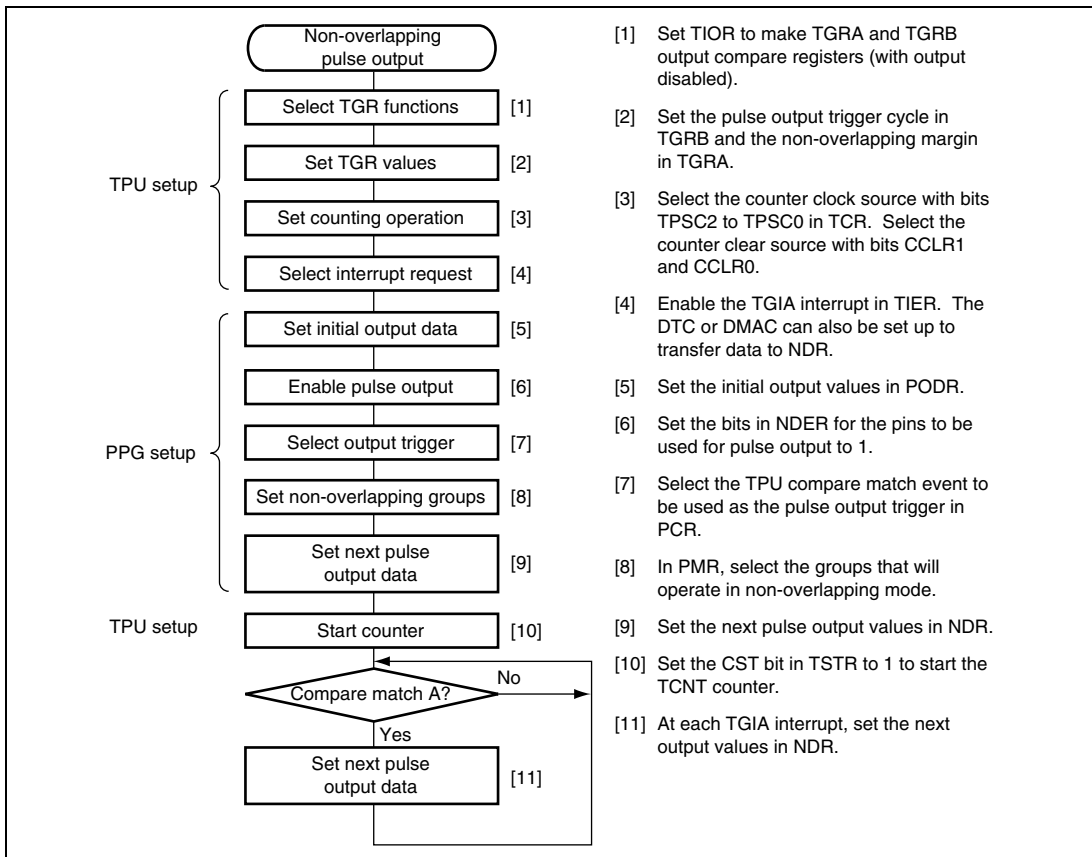 Non-overlapping
pulse output
TPU setup
Select TGR functions [1]
Set TGR values [2]
Set counting operation [3]
Select interrupt request [4]
PPG setup
Set initial output data [5]
Enable pulse output [6]
Select output trigger [7]
Set non-overlapping groups [8]
Set next pulse
output data
[9]
TPU setup
Start counter [10]
Compare match A?
No
Yes
Set next pulse
output data
[11]
[1] Set TIOR to make TGRA and TGRB
output compare registers (with output
disabled).
[2] Set the pulse output trigger cycle in
TGRB and the non-overlapping margin
in TGRA.
[3] Select the counter clock source with bits
TPSC2 to TPSC0 in TCR. Select the
counter clear source with bits CCLR1
and CCLR0.
[4] Enable the TGIA interrupt in TIER. The
DTC or DMAC can also be set up to
transfer data to NDR.
[5] Set the initial output values in PODR.
[6] Set the bits in NDER for the pins to be
used for pulse output to 1.
[7] Select the TPU compare match event to
be used as the pulse output trigger in
PCR.
[8] In PMR, select the groups that will
operate in non-overlapping mode.
[9] Set the next pulse output values in NDR.
[10] Set the CST bit in TSTR to 1 to start the
TCNT counter.
[11] At each TGIA interrupt, set the next
output values in NDR.